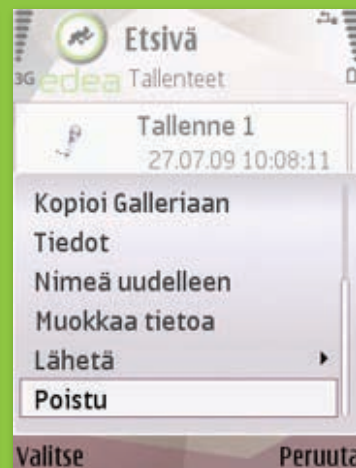 Etsivä
3G edea Tallenteet
Tallenne 1
27.07.09 10:08:11
Kopioi Galleriaan
Tiedot
Nimeä uudelleen
Muokkaa tietoa
Lähetä
Poistu
Valitse Peruuta